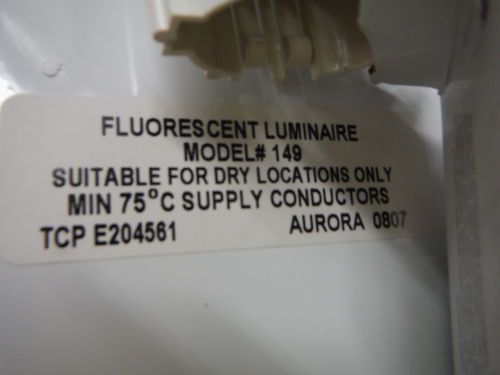 FLUORESCENT LUMINAIRE
MODEL# 149
SUITABLE FOR DRY LOCATIONS ONLY
MIN 75°C SUPPLY CONDUCTORS
TCP E204561 AURORA 0807